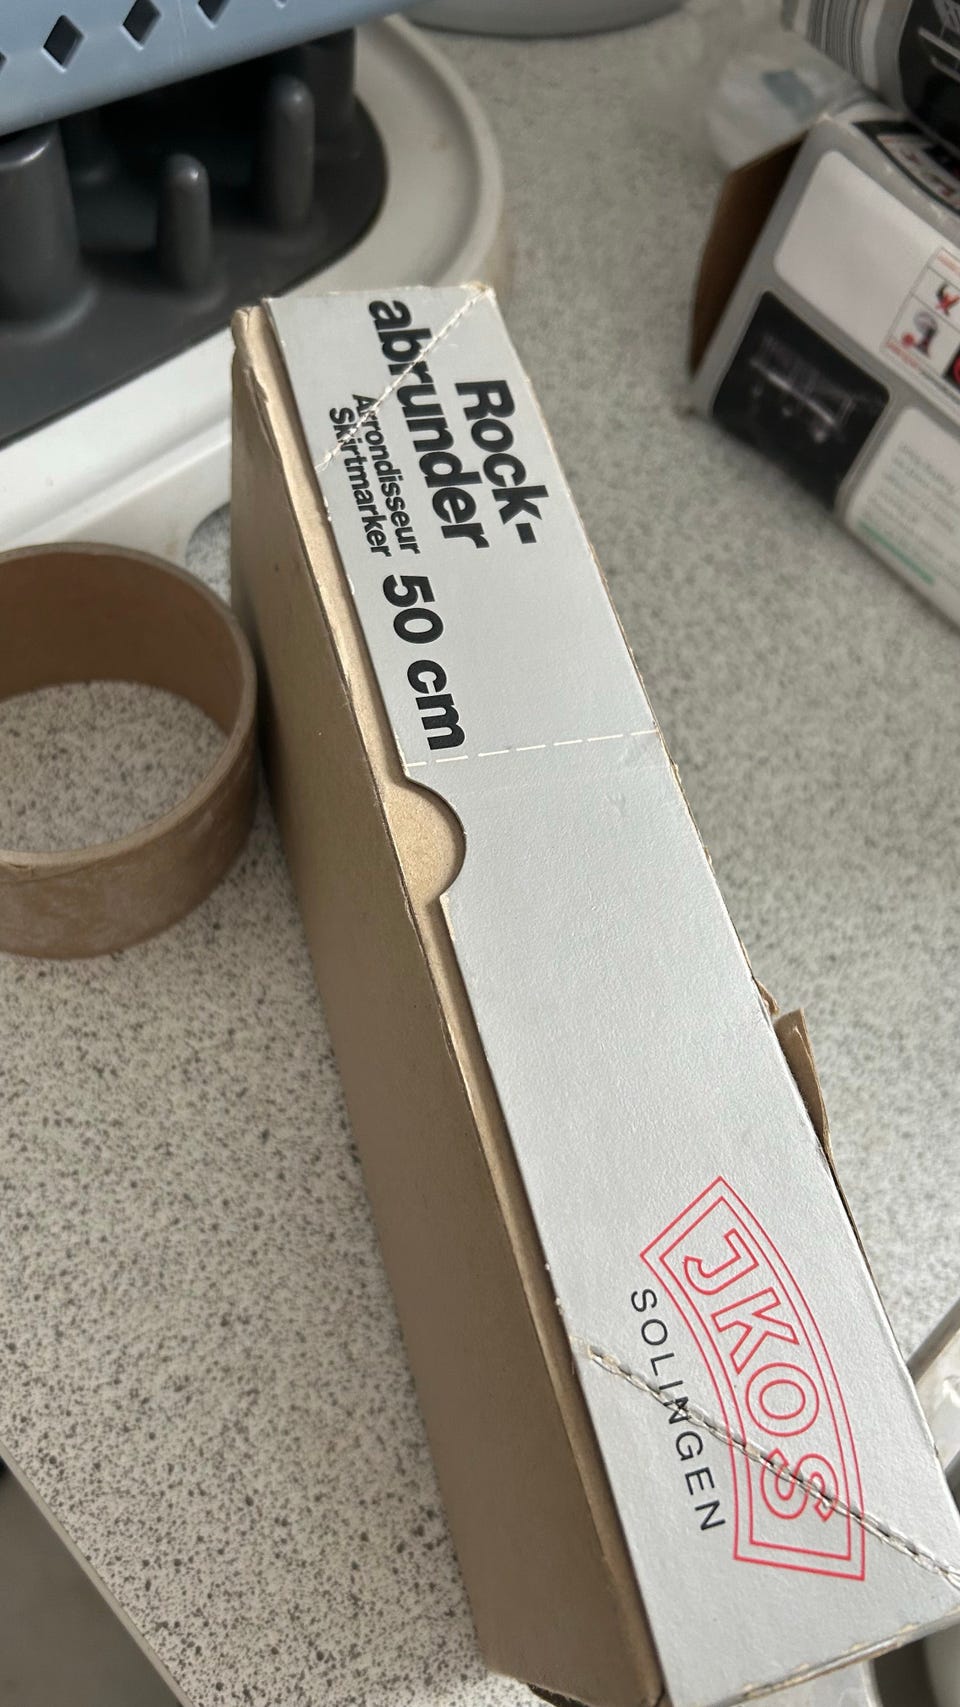 Rock-
abrunder
Arrondisseur
Skirtmarker
50 cm
JKOS
SOLINGEN